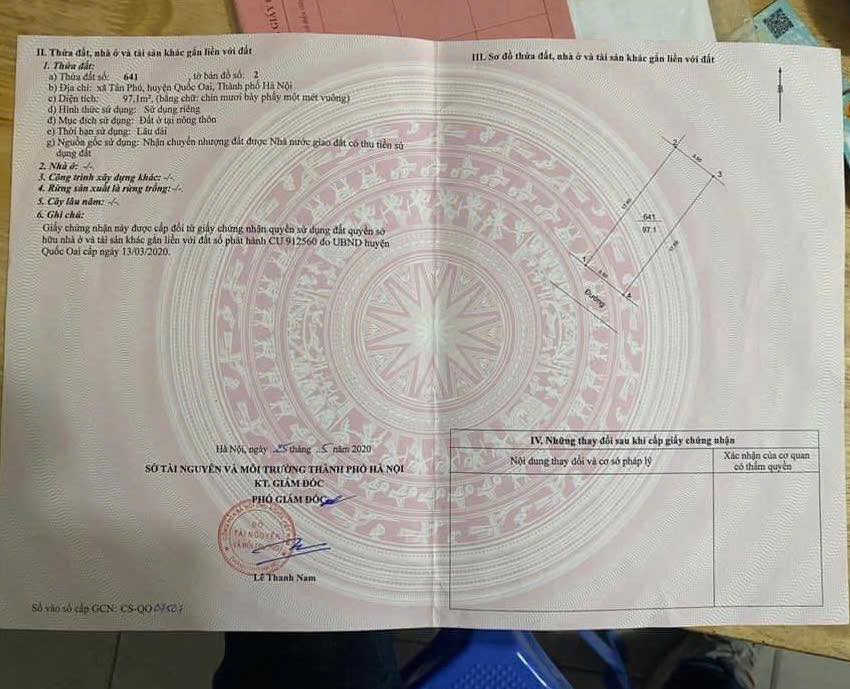 II. Thửa đất, nhà ở và tài sản khác gắn liền với đất
1. Thửa đất:
a) Thửa đất số: 641 , tờ bản đồ số: 2
b) Địa chỉ: xã Tân Phú, huyện Quốc Oai, Thành phố Hà Nội
c) Diện tích: 97,1m², (bằng chữ: chín mươi bảy phẩy một mét vuông)
d) Hình thức sử dụng: Sử dụng riêng
đ) Mục đích sử dụng: Đất ở tại nông thôn
e) Thời hạn sử dụng: Lâu dài
g) Nguồn gốc sử dụng: Nhận chuyển nhượng đất được Nhà nước giao đất có thu tiền sử
dụng đất
2. Nhà ở: -/-
3. Công trình xây dựng khác: -/-
4. Rừng sản xuất là rừng trồng: -/-
5. Cây lâu năm: -/-
6. Ghi chú:
Giấy chứng nhận này được cấp đổi từ giấy chứng nhận quyền sử dụng đất quyền sở
hữu nhà ở và tài sản khác gắn liền với đất số phát hành CU 912560 do UBND huyện
Quốc Oai cấp ngày 13/03/2020.
Hà Nội, ngày 25 tháng 5 năm 2020
SỞ TÀI NGUYÊN VÀ MÔI TRƯỜNG THÀNH PHỐ HÀ NỘI
KT. GIÁM ĐỐC
PHÓ GIÁM ĐỐC
SỞ
TÀI NGUYÊN
Lê Thanh Nam
Số vào sổ cấp GCN: CS-QO
III. Sơ đồ thửa đất, nhà ở và tài sản khác gắn liền với đất
B
2
5.50
3
641
97.1
1
5.50
4
Đường
IV. Những thay đổi sau khi cấp giấy chứng nhận
Nội dung thay đổi và cơ sở pháp lý
Xác nhận của cơ quan
có thẩm quyền